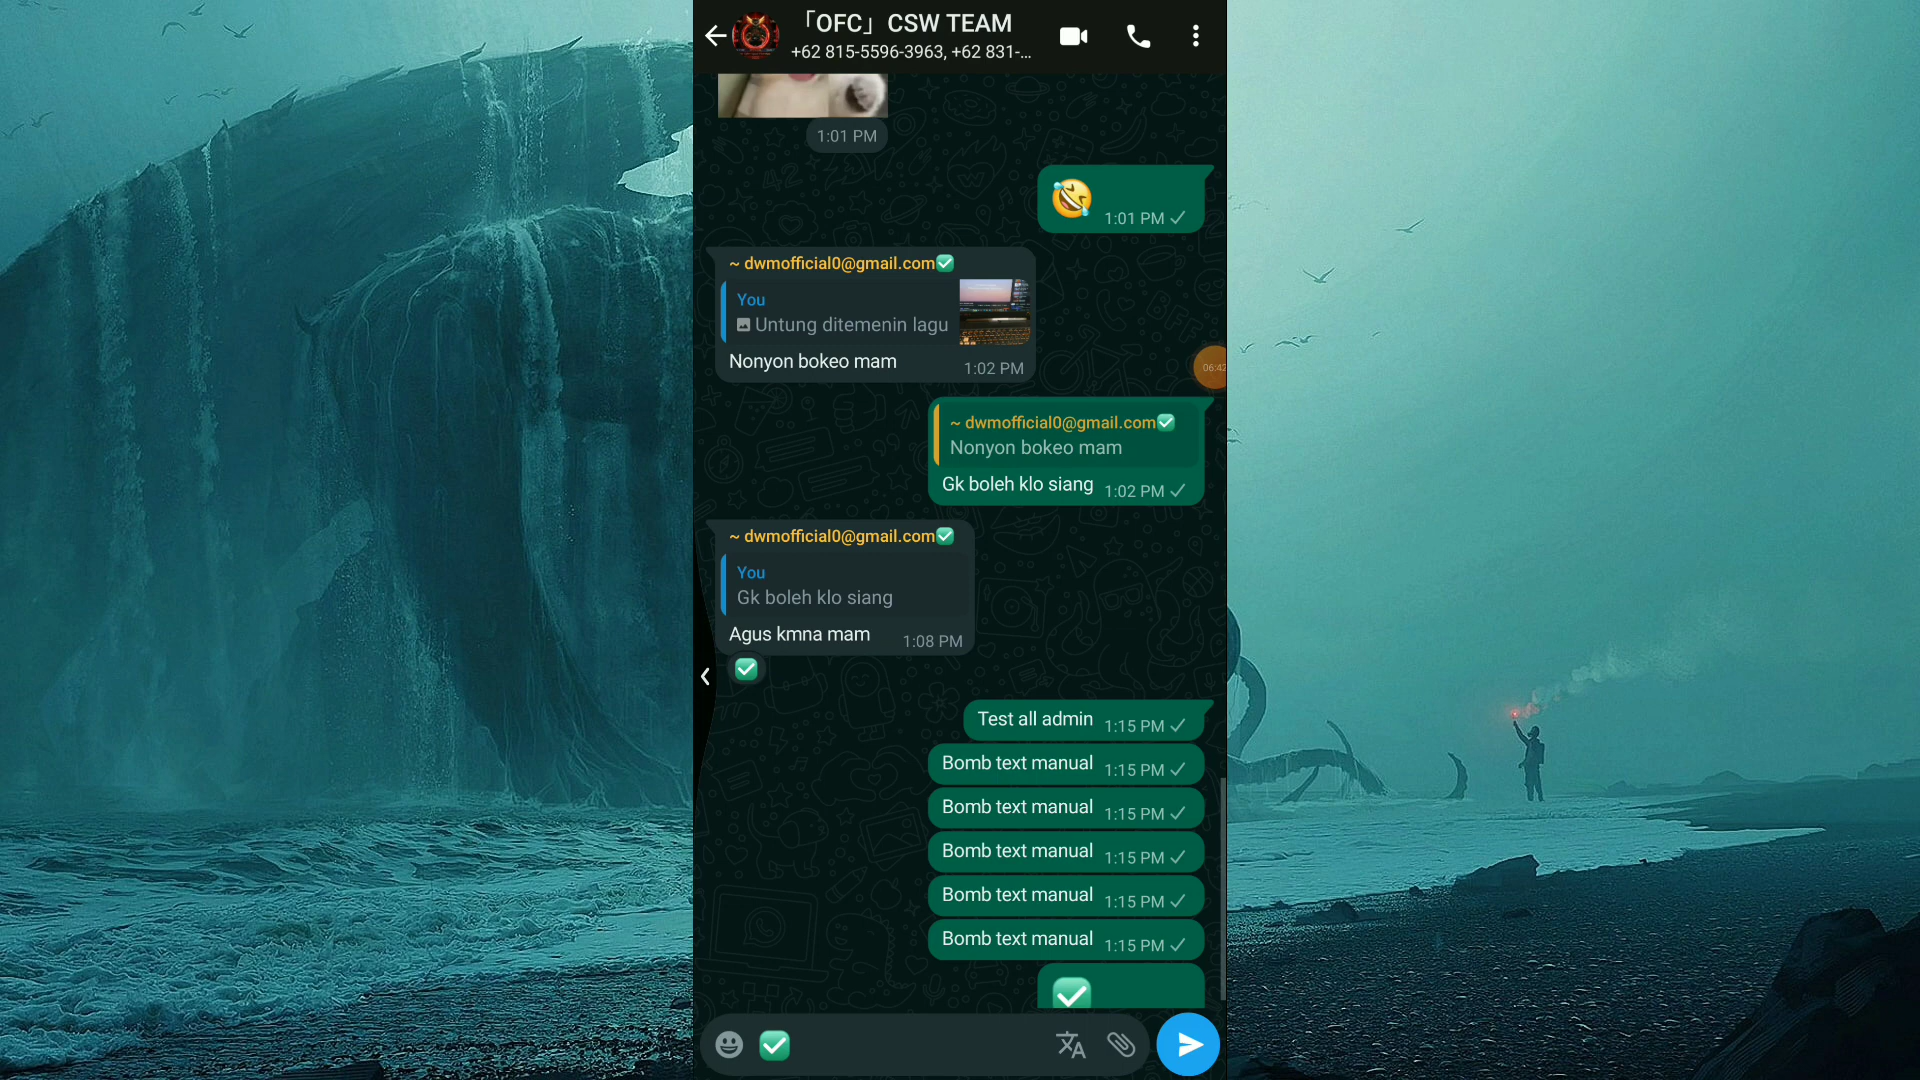 「OFC」 CSW TEAM
+62 815-5596-3963, +62 831-...
1:01 PM
1:01 PM
~ dwmofficial0@gmail.com
You
Untung ditemenin lagu
Nonyon bokeo mam
1:02 PM
~ dwmofficial0@gmail.com
Nonyon bokeo mam
Gk boleh klo siang 1:02 PM
~ dwmofficial0@gmail.com
You
Gk boleh klo siang
Agus kmna mam 1:08 PM
Test all admin 1:15 PM
Bomb text manual 1:15 PM
Bomb text manual 1:15 PM
Bomb text manual 1:15 PM
Bomb text manual 1:15 PM
Bomb text manual 1:15 PM
06:42